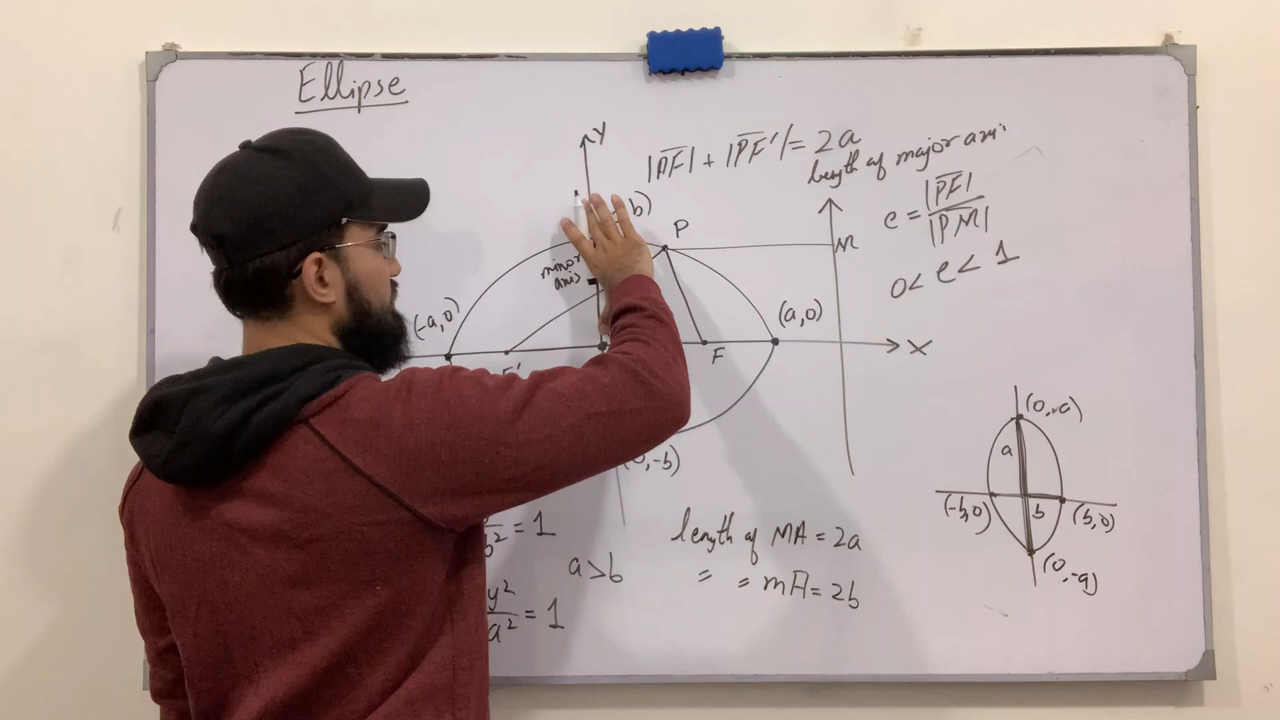 Ellipse
Y
|PF| + |PF'| = 2a
length of major axis
e = |PF| / |PM|
0 < e < 1
b)
P
M
minor
axis
(-a,0)
(a,0)
F'
F
X
(0,-b)
(0,+a)
a
b
(-b,0)
(b,0)
(0,-a)
b² = 1
a > b
y² / a² = 1
length of MA = 2a
" " mA = 2b